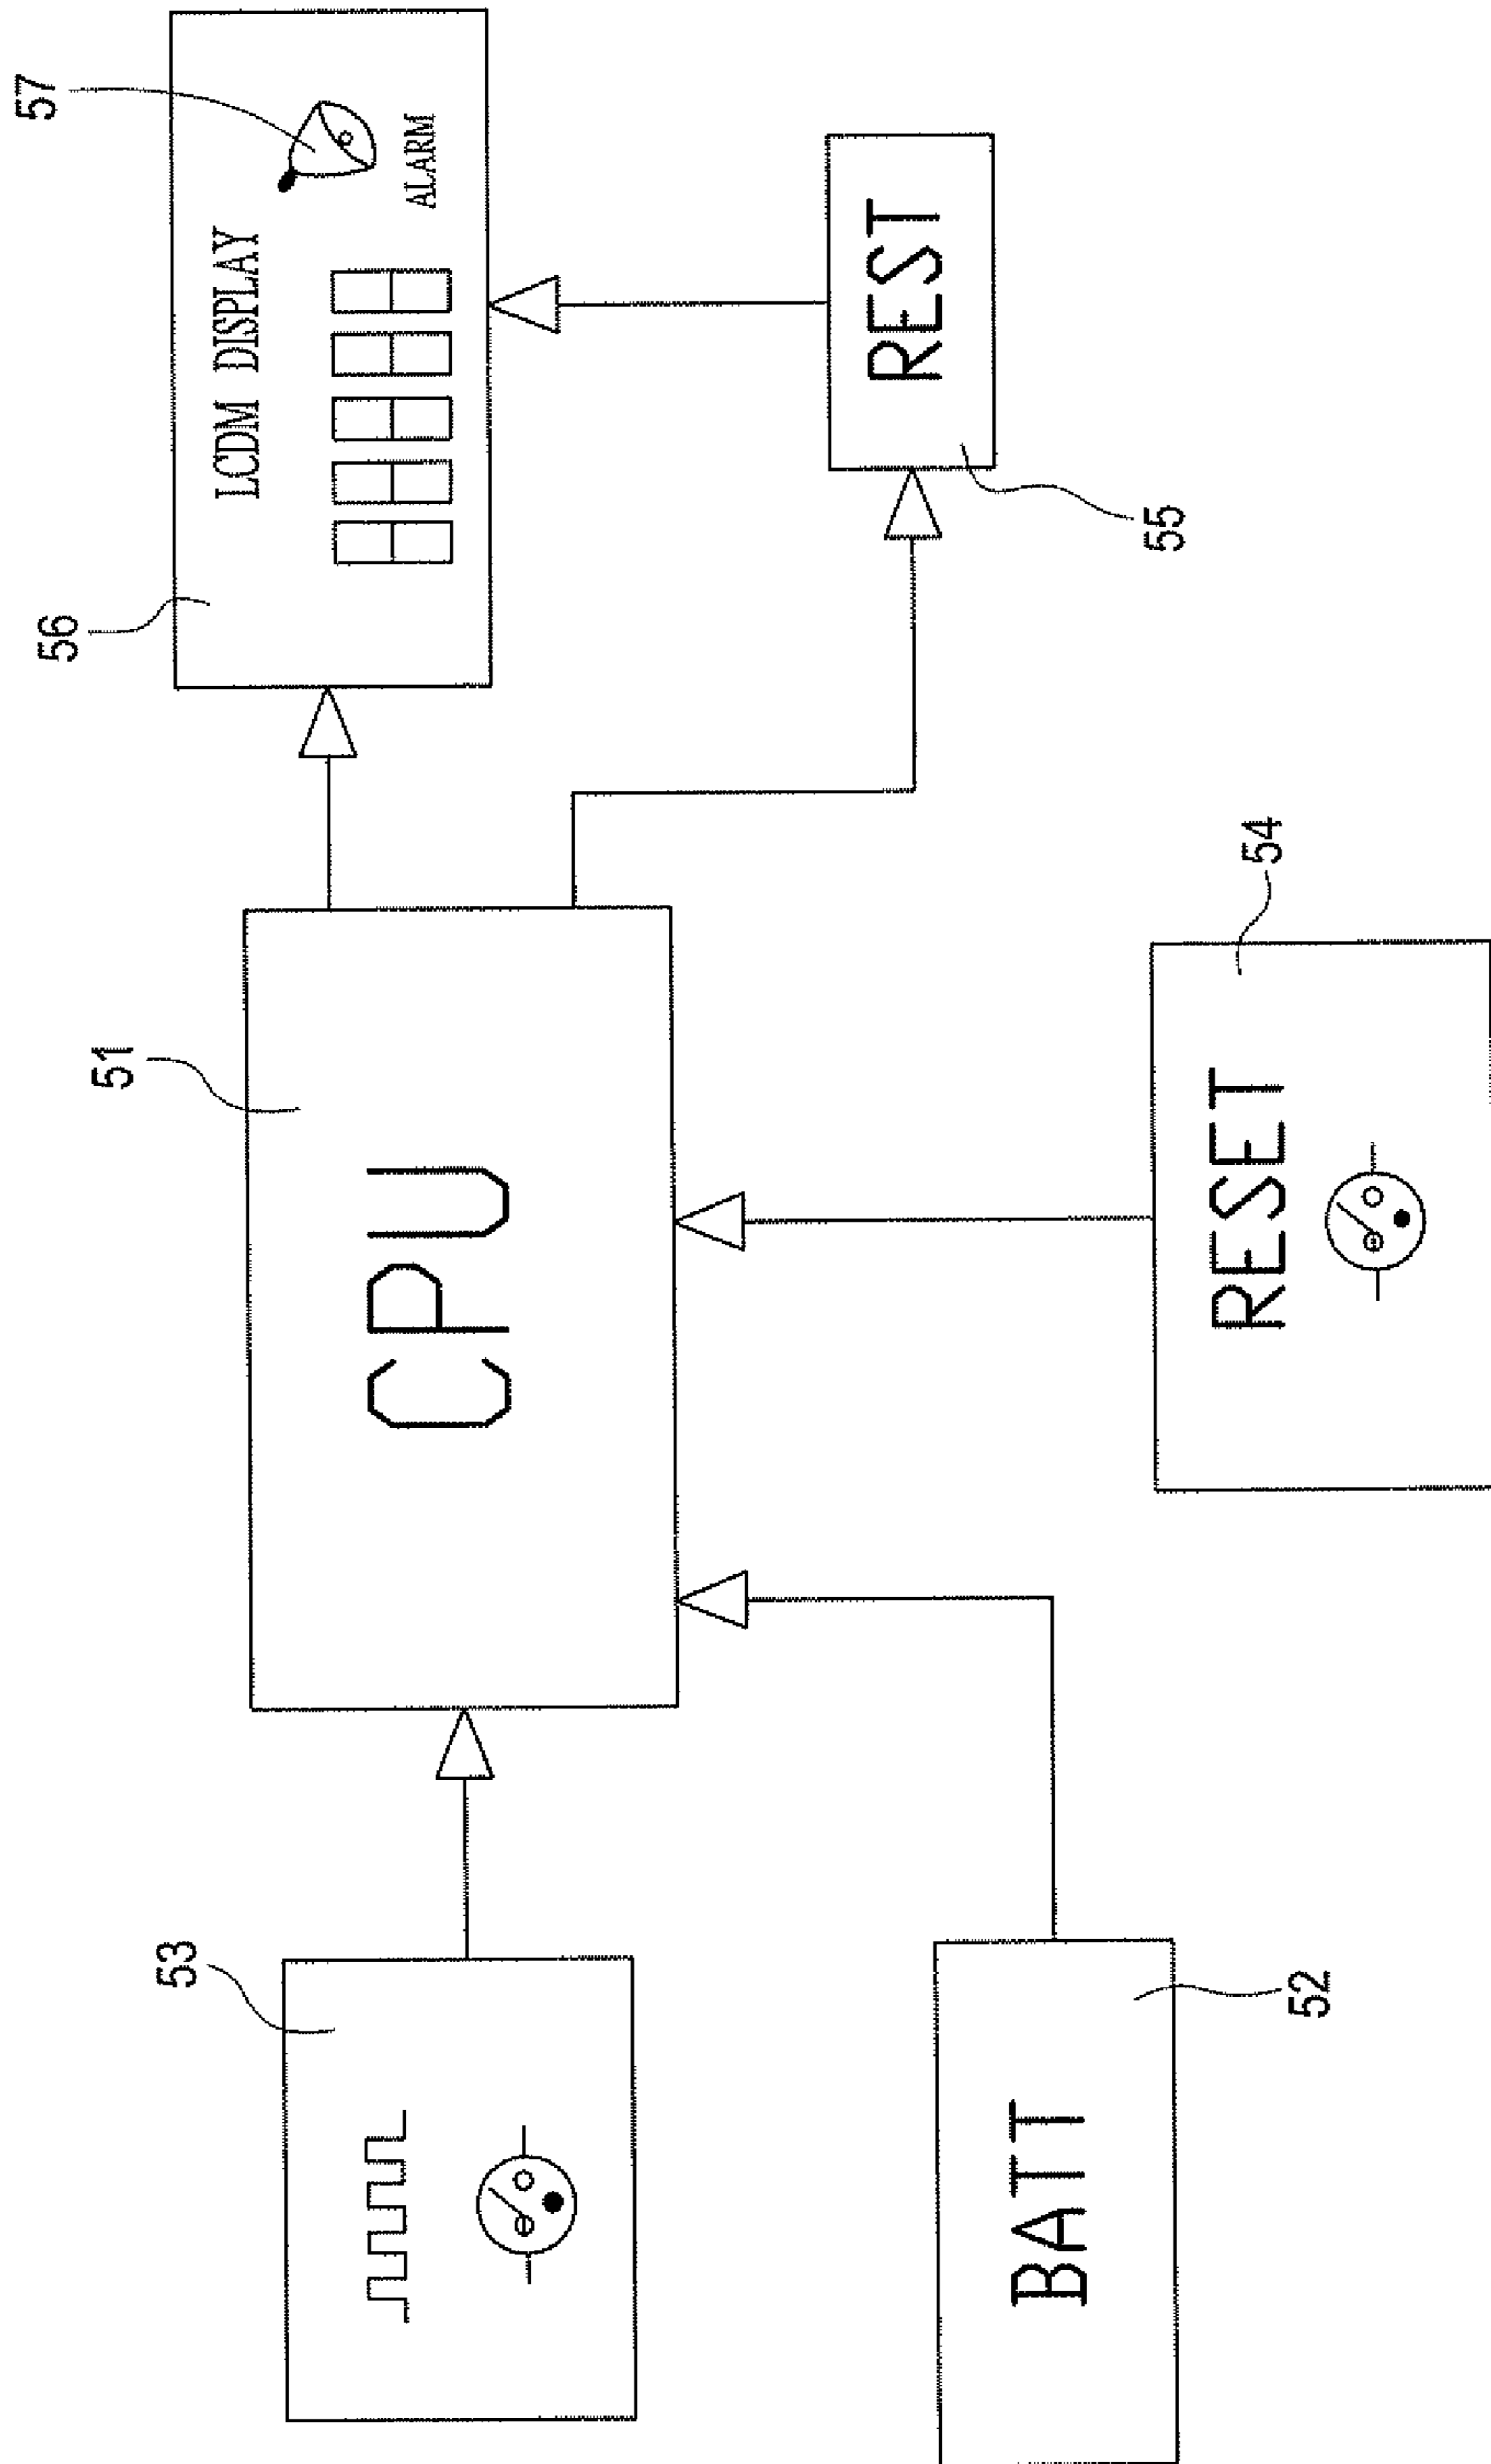 57
56
LCDM DISPLAY
ALARM
REST
55
51
CPU
54
RESET
53
52
BATT